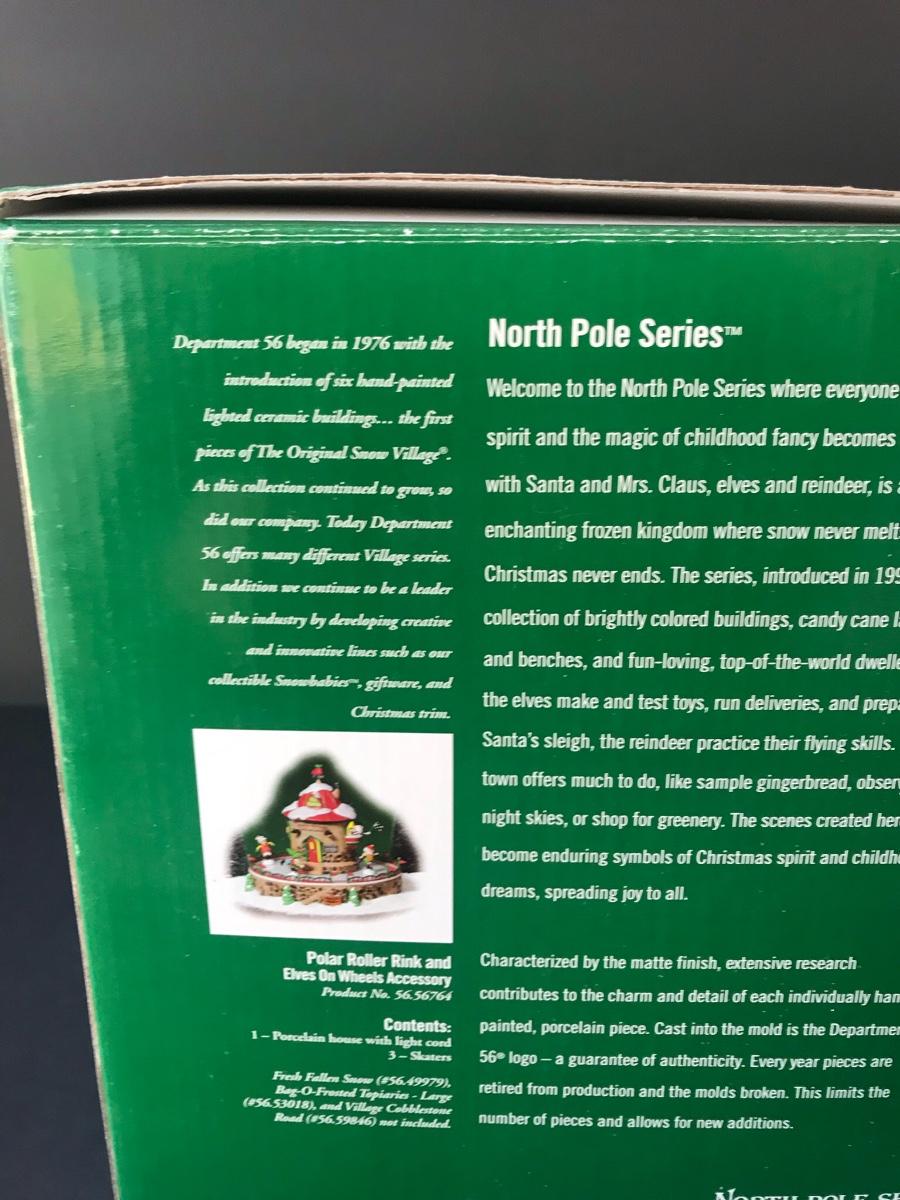 Department 56 began in 1976 with the
introduction of six hand-painted
lighted ceramic buildings... the first
pieces of The Original Snow Village®.
As this collection continued to grow, so
did our company. Today Department
56 offers many different Village series.
In addition we continue to be a leader
in the industry by developing creative
and innovative lines such as our
collectible Snowbabies™, giftware, and
Christmas trim.
Polar Roller Rink and
Elves On Wheels Accessory
Product No. 56.56764
Contents:
1 – Porcelain house with light cord
3 – Skaters
Fresh Fallen Snow (#56.49979),
Bag-O-Frosted Topiaries - Large
(#56.53018), and Village Cobblestone
Road (#56.59846) not included.
North Pole Series™
Welcome to the North Pole Series where everyone
spirit and the magic of childhood fancy becomes
with Santa and Mrs. Claus, elves and reindeer, is
enchanting frozen kingdom where snow never melt
Christmas never ends. The series, introduced in 199
collection of brightly colored buildings, candy cane
and benches, and fun-loving, top-of-the-world dwelle
the elves make and test toys, run deliveries, and prep
Santa's sleigh, the reindeer practice their flying skills.
town offers much to do, like sample gingerbread, obser
night skies, or shop for greenery. The scenes created her
become enduring symbols of Christmas spirit and childh
dreams, spreading joy to all.
Characterized by the matte finish, extensive research
contributes to the charm and detail of each individually han
painted, porcelain piece. Cast into the mold is the Departme
56® logo – a guarantee of authenticity. Every year pieces are
retired from production and the molds broken. This limits the
number of pieces and allows for new additions.
NORTH POLE SE